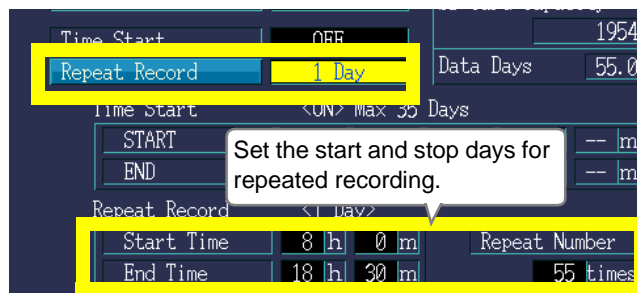 Time Start OFF
1954
Repeat Record 1 Day
Data Days 55.0
Time Start <ON> Max 35 Days
START -- m
END -- m
Set the start and stop days for
repeated recording.
Repeat Record <1 Day>
Start Time 8 h 0 m Repeat Number
End Time 18 h 30 m 55 times